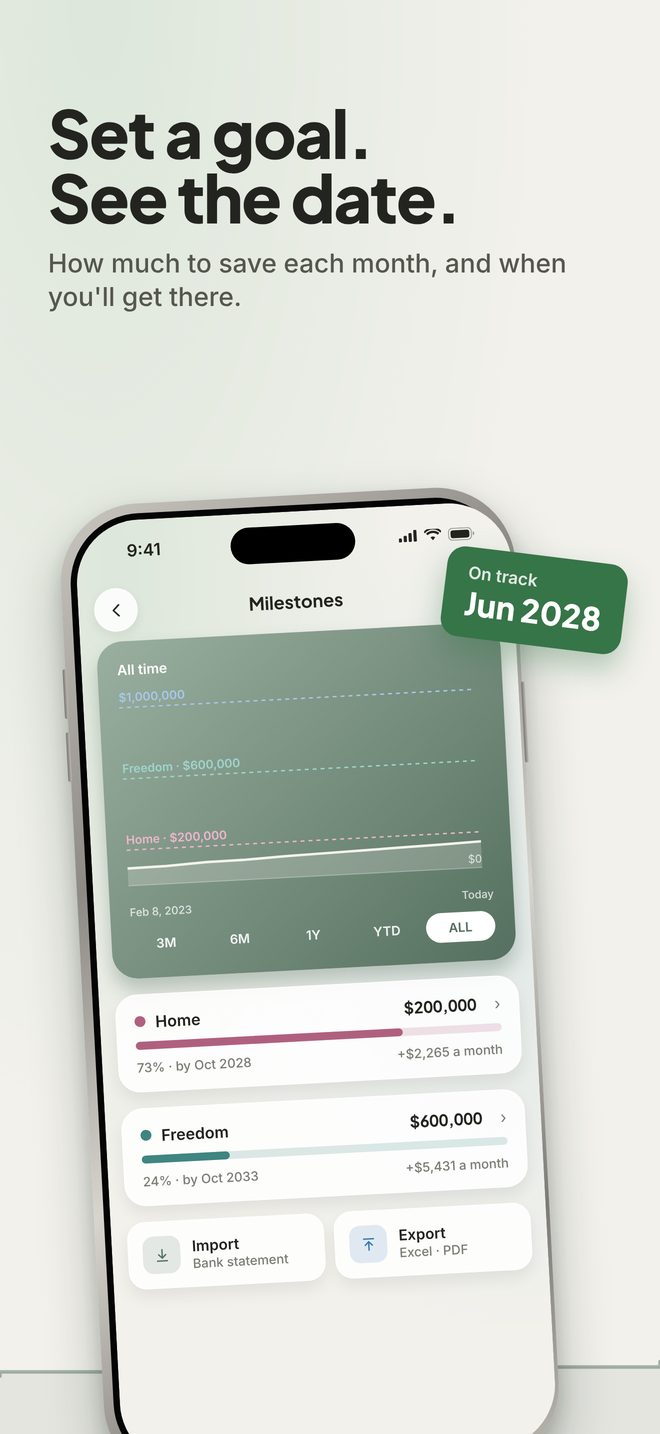 Set a goal.
See the date.
How much to save each month, and when
you'll get there.
9:41
On track
Jun 2028
Milestones
All time
$1,000,000
Freedom · $600,000
Home · $200,000
$0
Feb 8, 2023
Today
3M
6M
1Y
YTD
ALL
Home
$200,000
73% · by Oct 2028
+$2,265 a month
Freedom
$600,000
24% · by Oct 2033
+$5,431 a month
Import
Bank statement
Export
Excel · PDF